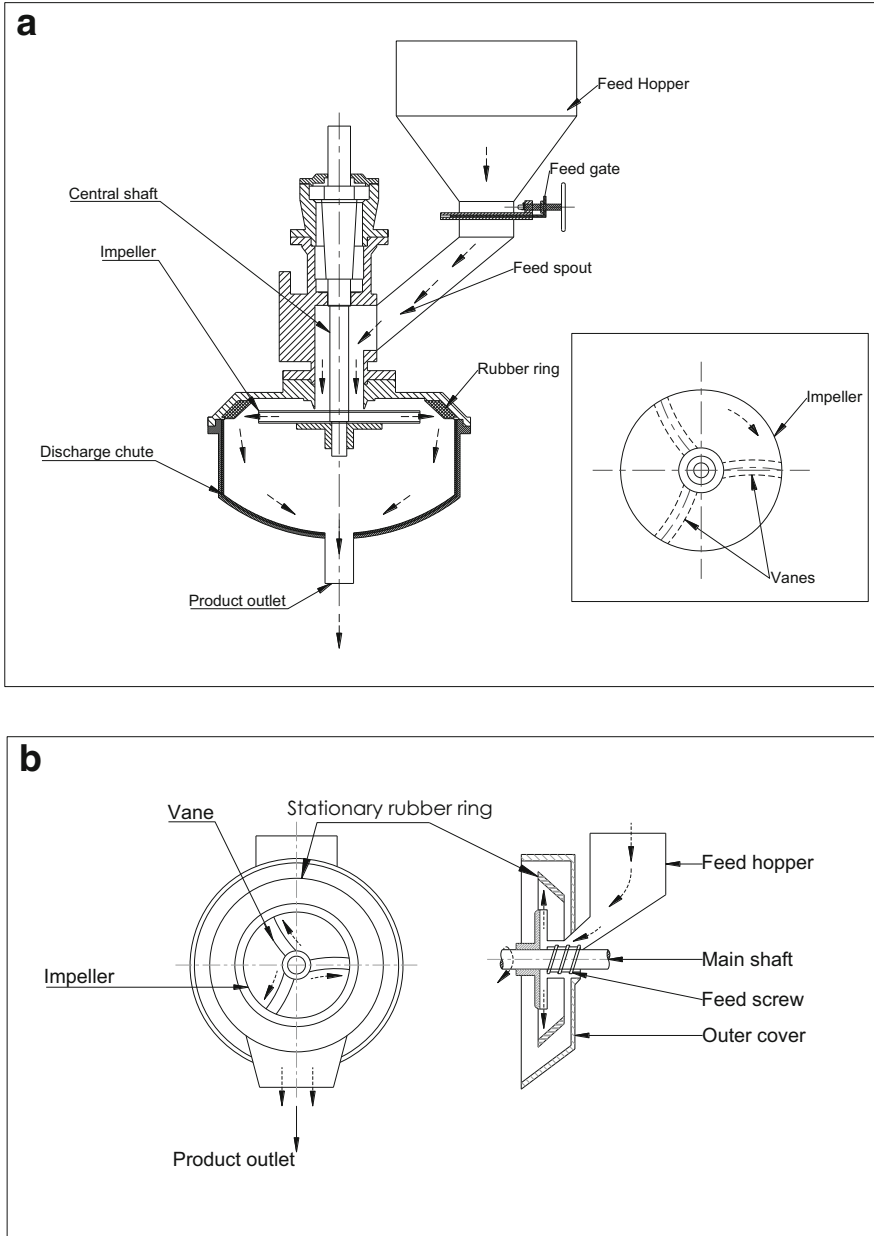 a
Feed Hopper
Feed gate
Central shaft
Impeller
Feed spout
Rubber ring
Impeller
Discharge chute
Vanes
Product outlet
b
Vane
Stationary rubber ring
Feed hopper
Main shaft
Impeller
Feed screw
Outer cover
Product outlet